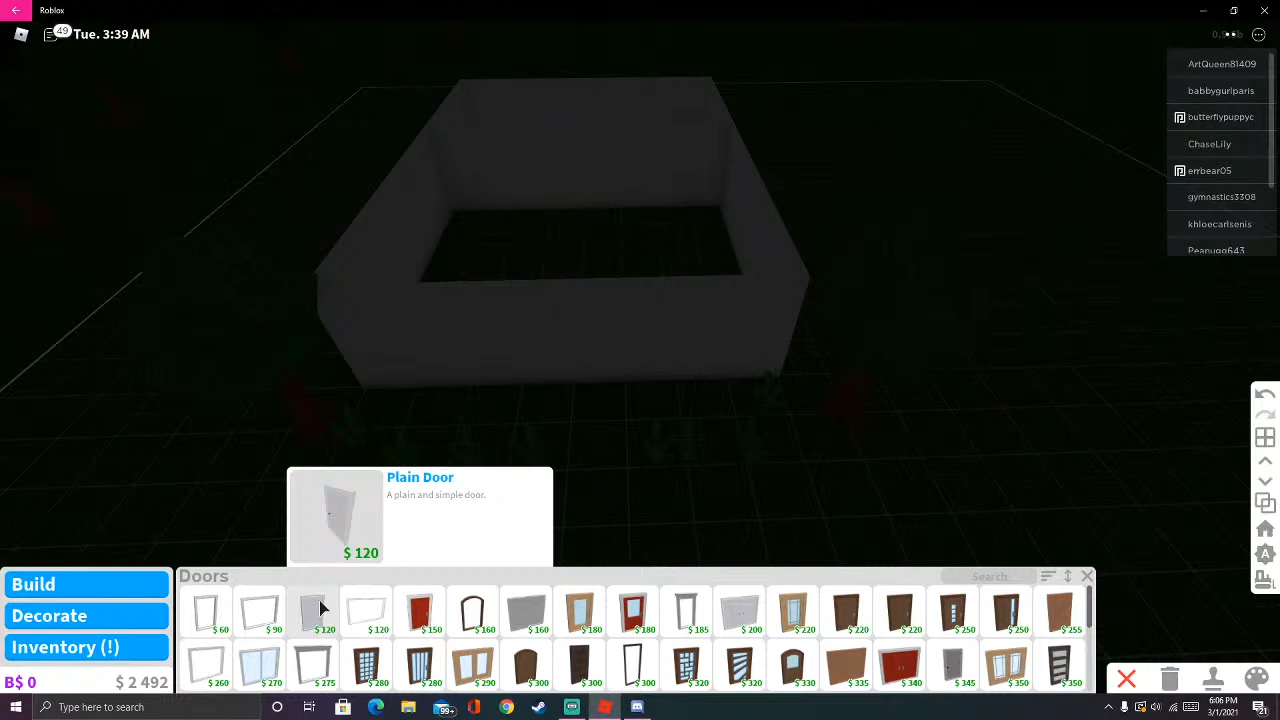 Roblox
49
Tue. 3:39 AM
ArtQueen81409
babbygurlparis
butterflypuppyc
ChaseLily
errbear05
gymnastics3308
khloecarlsenis
Peanugg643
Plain Door
A plain and simple door.
$ 120
Build
Decorate
Inventory (!)
B$ 0
$ 2 492
Doors
Search
$ 60
$ 90
$ 120
$ 120
$ 150
$ 160
$ 160
$ 180
$ 180
$ 185
$ 200
$ 220
$ 220
$ 220
$ 250
$ 250
$ 255
$ 260
$ 270
$ 275
$ 280
$ 280
$ 290
$ 300
$ 300
$ 300
$ 320
$ 320
$ 330
$ 335
$ 340
$ 345
$ 350
$ 350
A
Type here to search
99+
6:06 PM
3/1/2021